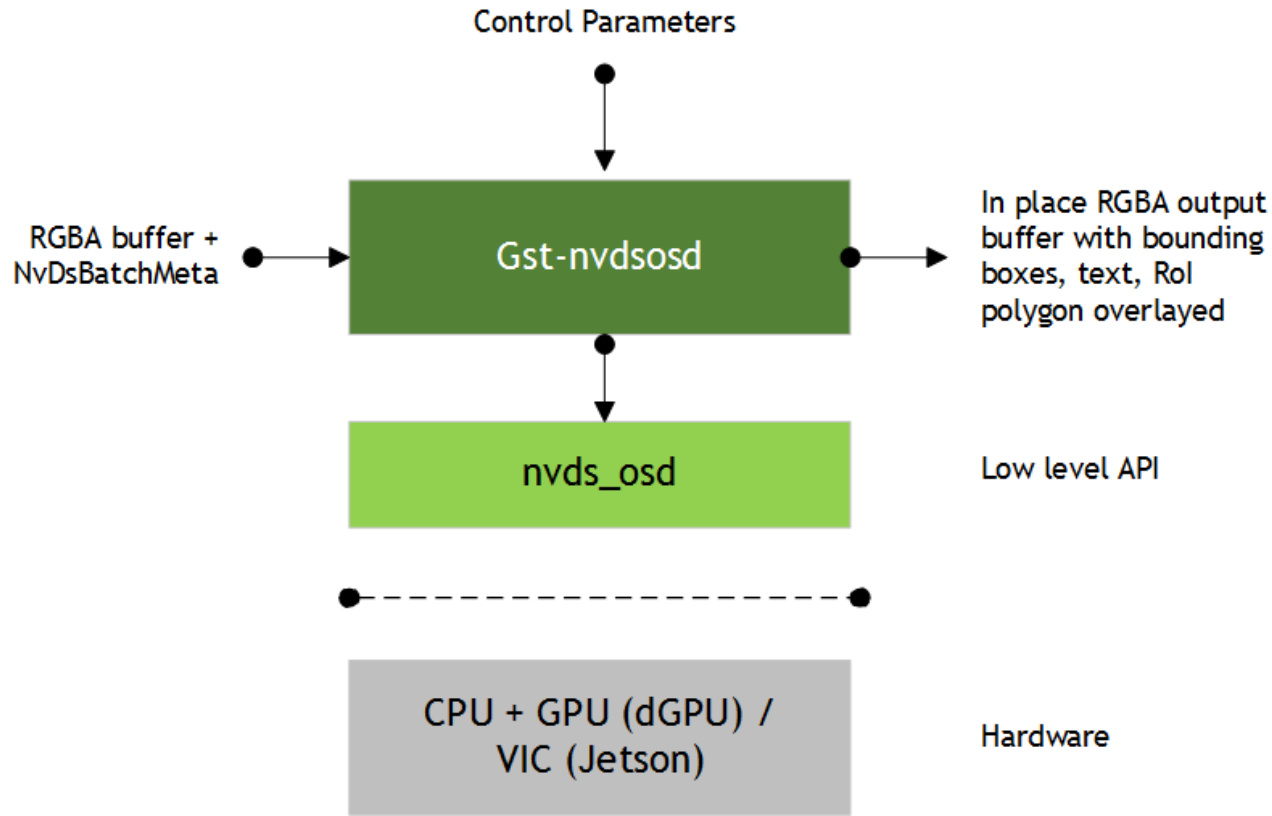 Control Parameters
RGBA buffer +
NvDsBatchMeta
Gst-nvdsosd
In place RGBA output
buffer with bounding
boxes, text, RoI
polygon overlayed
nvds_osd
Low level API
CPU + GPU (dGPU) /
VIC (Jetson)
Hardware